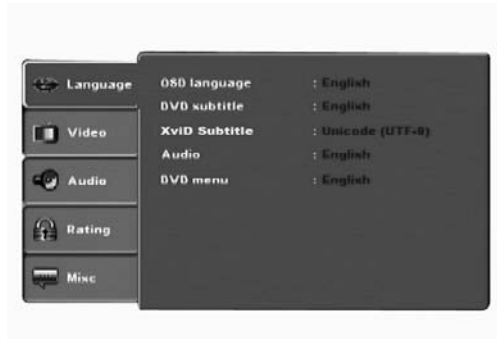 Language
Video
Audio
Rating
Misc
OSD language : English
DVD subtitle : English
XviD Subtitle : Unicode (UTF-8)
Audio : English
DVD menu : English